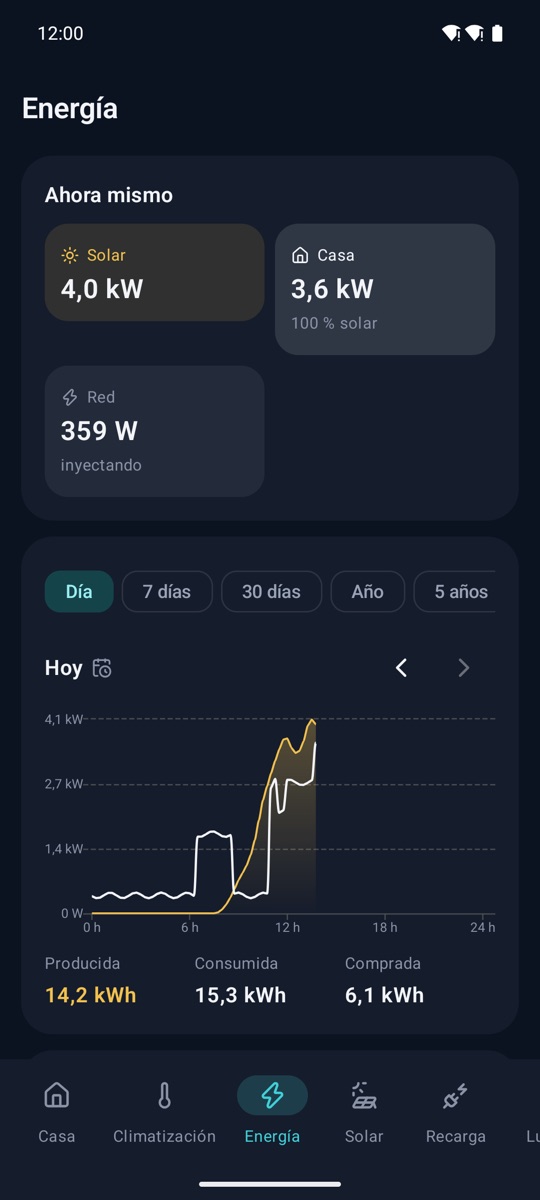 12:00
Energía
Ahora mismo
Solar
4,0 kW
Casa
3,6 kW
100 % solar
Red
359 W
inyectando
Día
7 días
30 días
Año
5 años
Hoy
4,1 kW
2,7 kW
1,4 kW
0 W
0 h
6 h
12 h
18 h
24 h
Producida
Consumida
Comprada
14,2 kWh
15,3 kWh
6,1 kWh
Casa
Climatización
Energía
Solar
Recarga